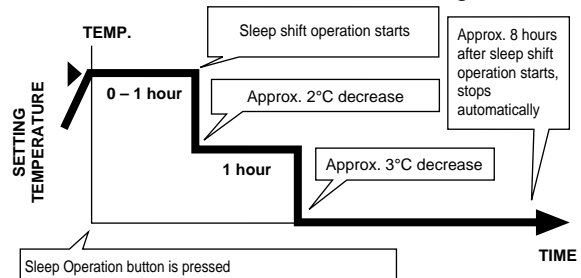 TEMP.
Sleep shift operation starts
Approx. 8 hours
after sleep shift
operation starts,
stops
automatically
SETTING
TEMPERATURE
0 – 1 hour
Approx. 2°C decrease
1 hour
Approx. 3°C decrease
TIME
Sleep Operation button is pressed